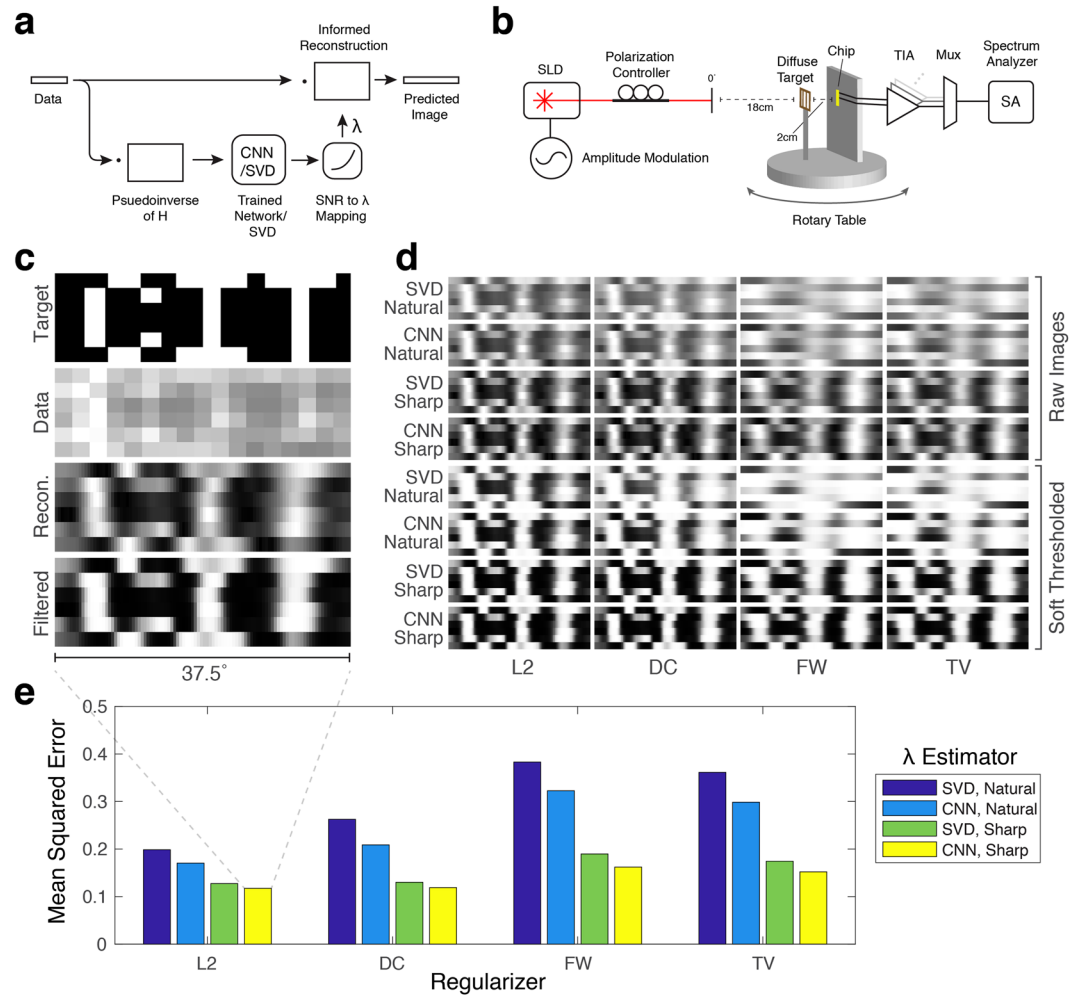 a
Data
Informed
Reconstruction
Predicted
Image
λ
Psuedoinverse
of H
CNN
/SVD
Trained
Network/
SVD
SNR to λ
Mapping
b
SLD
Polarization
Controller
0°
18cm
Diffuse
Target
Chip
2cm
TIA
Mux
Spectrum
Analyzer
SA
Amplitude Modulation
Rotary Table
c
Target
Data
Recon.
Filtered
37.5°
d
SVD
Natural
CNN
Natural
SVD
Sharp
CNN
Sharp
SVD
Natural
CNN
Natural
SVD
Sharp
CNN
Sharp
Raw Images
Soft Thresholded
L2 DC FW TV
e
Mean Squared Error
0.5
0.4
0.3
0.2
0.1
0
L2 DC FW TV
Regularizer
λ Estimator
SVD, Natural
CNN, Natural
SVD, Sharp
CNN, Sharp